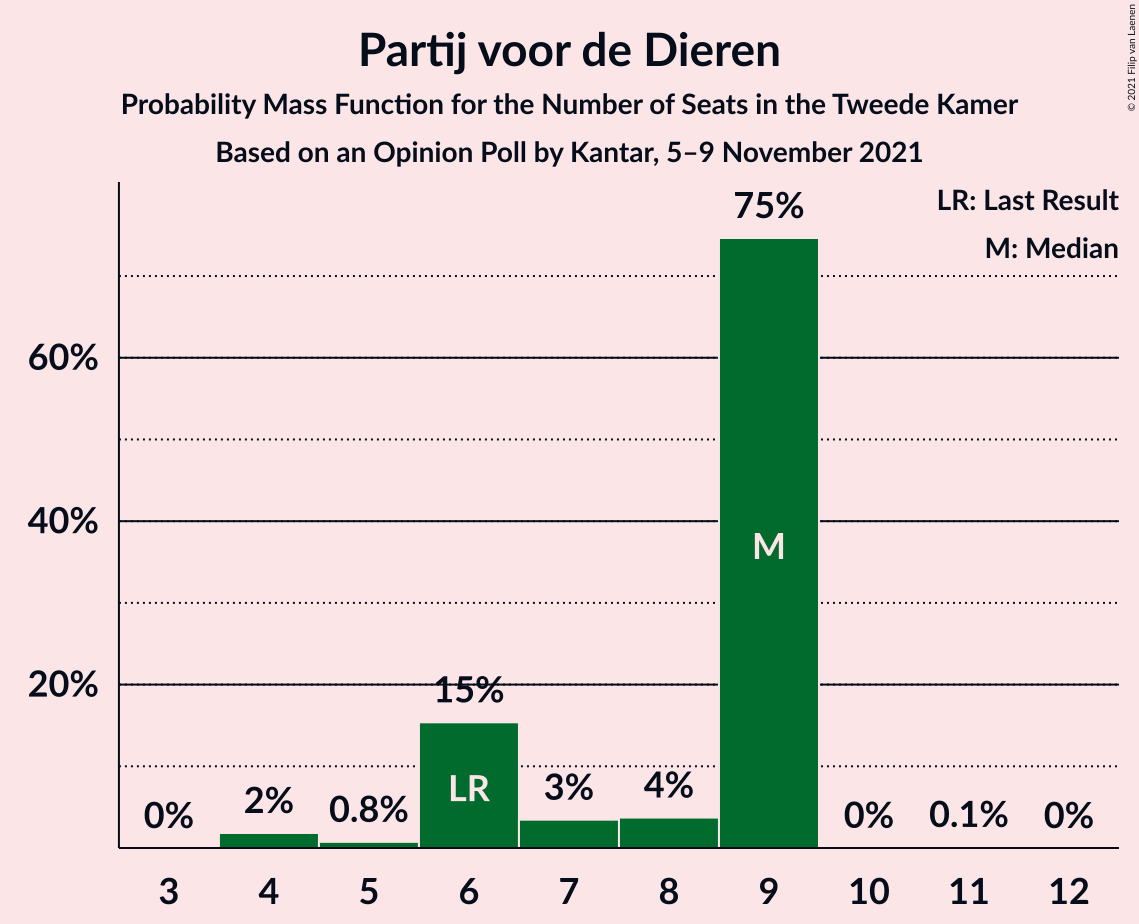 Partij voor de Dieren
Probability Mass Function for the Number of Seats in the Tweede Kamer
Based on an Opinion Poll by Kantar, 5–9 November 2021
© 2021 Filip van Laenen
LR: Last Result
M: Median
75%
60%
40%
20%
M
15%
LR
0%
2%
0.8%
3%
4%
0%
0.1%
0%
3 4 5 6 7 8 9 10 11 12